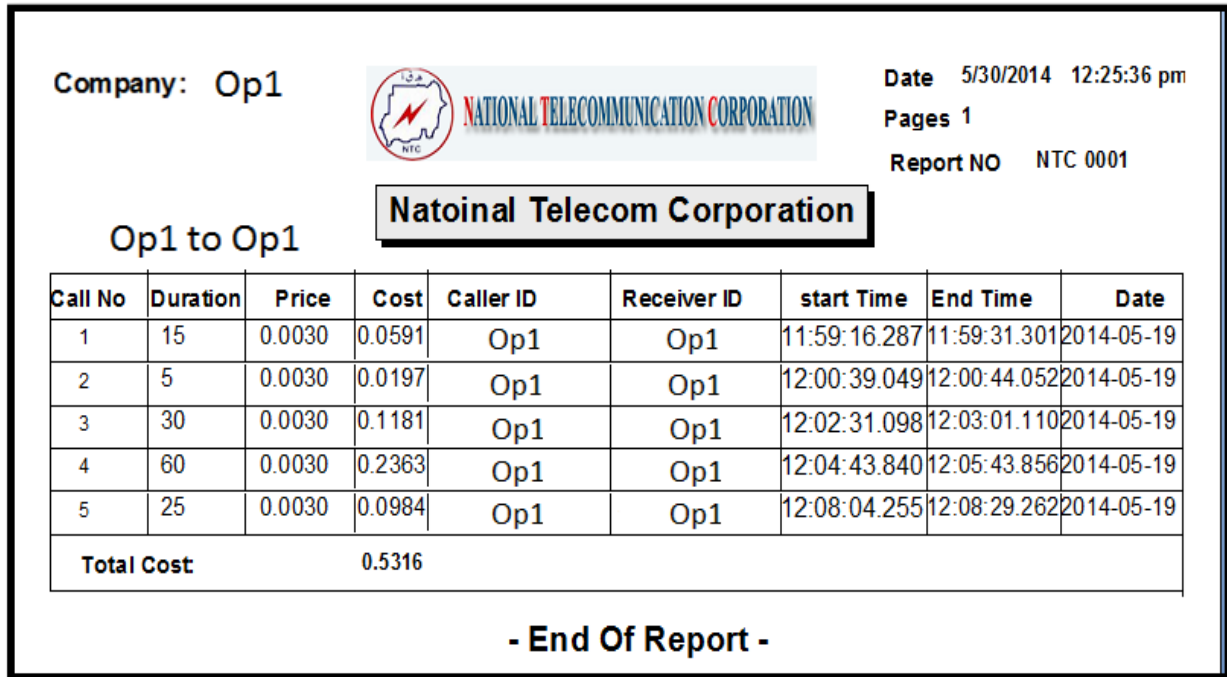 Company: Op1
هـ ق ا
NTC
NATIONAL TELECOMMUNICATION CORPORATION
Date 5/30/2014 12:25:36 pm
Pages 1
Report NO NTC 0001
Natoinal Telecom Corporation
Op1 to Op1
Call No Duration Price Cost Caller ID Receiver ID start Time End Time Date
1 15 0.0030 0.0591 Op1 Op1 11:59:16.287 11:59:31.301 2014-05-19
2 5 0.0030 0.0197 Op1 Op1 12:00:39.049 12:00:44.052 2014-05-19
3 30 0.0030 0.1181 Op1 Op1 12:02:31.098 12:03:01.110 2014-05-19
4 60 0.0030 0.2363 Op1 Op1 12:04:43.840 12:05:43.856 2014-05-19
5 25 0.0030 0.0984 Op1 Op1 12:08:04.255 12:08:29.262 2014-05-19
Total Cost: 0.5316
- End Of Report -